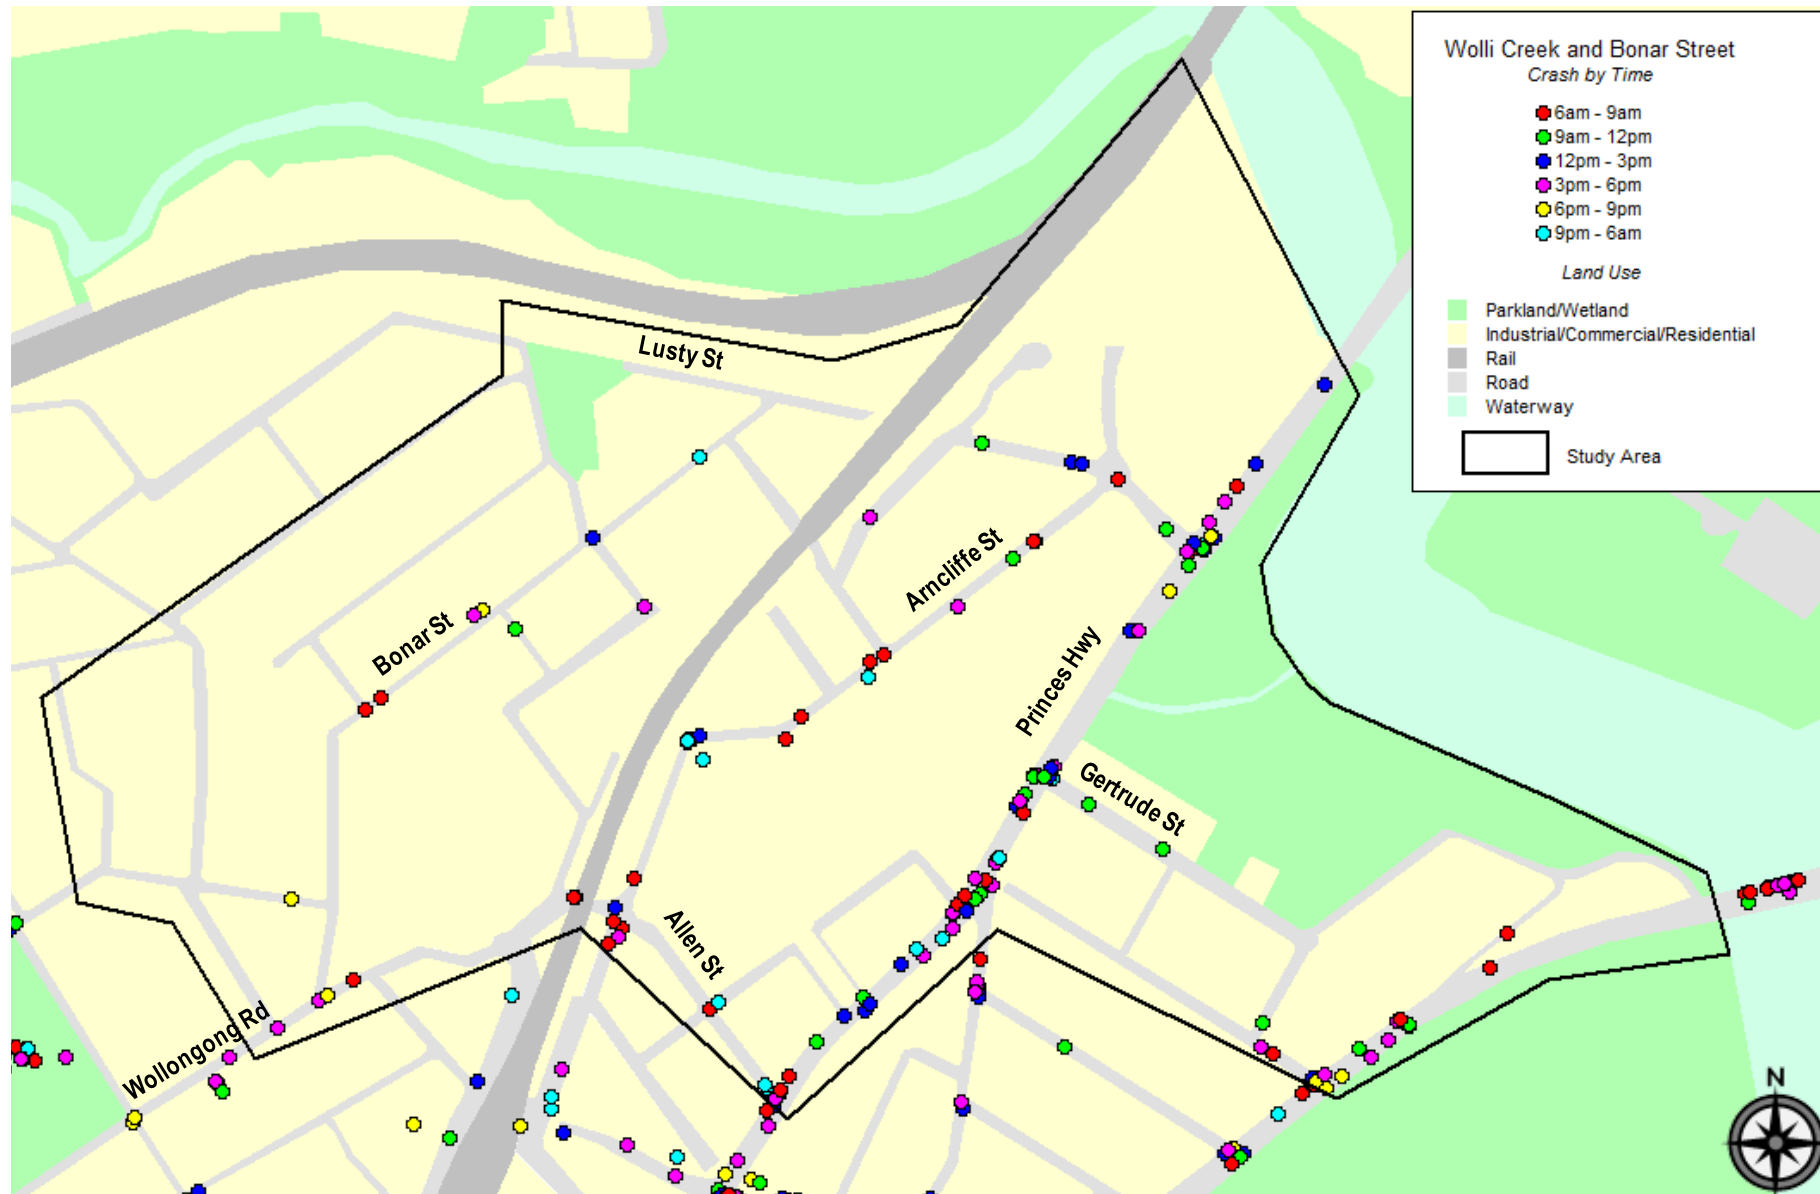 Wolli Creek and Bonar Street
Crash by Time
6am - 9am
9am - 12pm
12pm - 3pm
3pm - 6pm
6pm - 9pm
9pm - 6am
Land Use
Parkland/Wetland
Industrial/Commercial/Residential
Rail
Road
Waterway
Study Area
Lusty St
Arncliffe St
Bonar St
Princes Hwy
Gertrude St
Allen St
Wollongong Rd
N